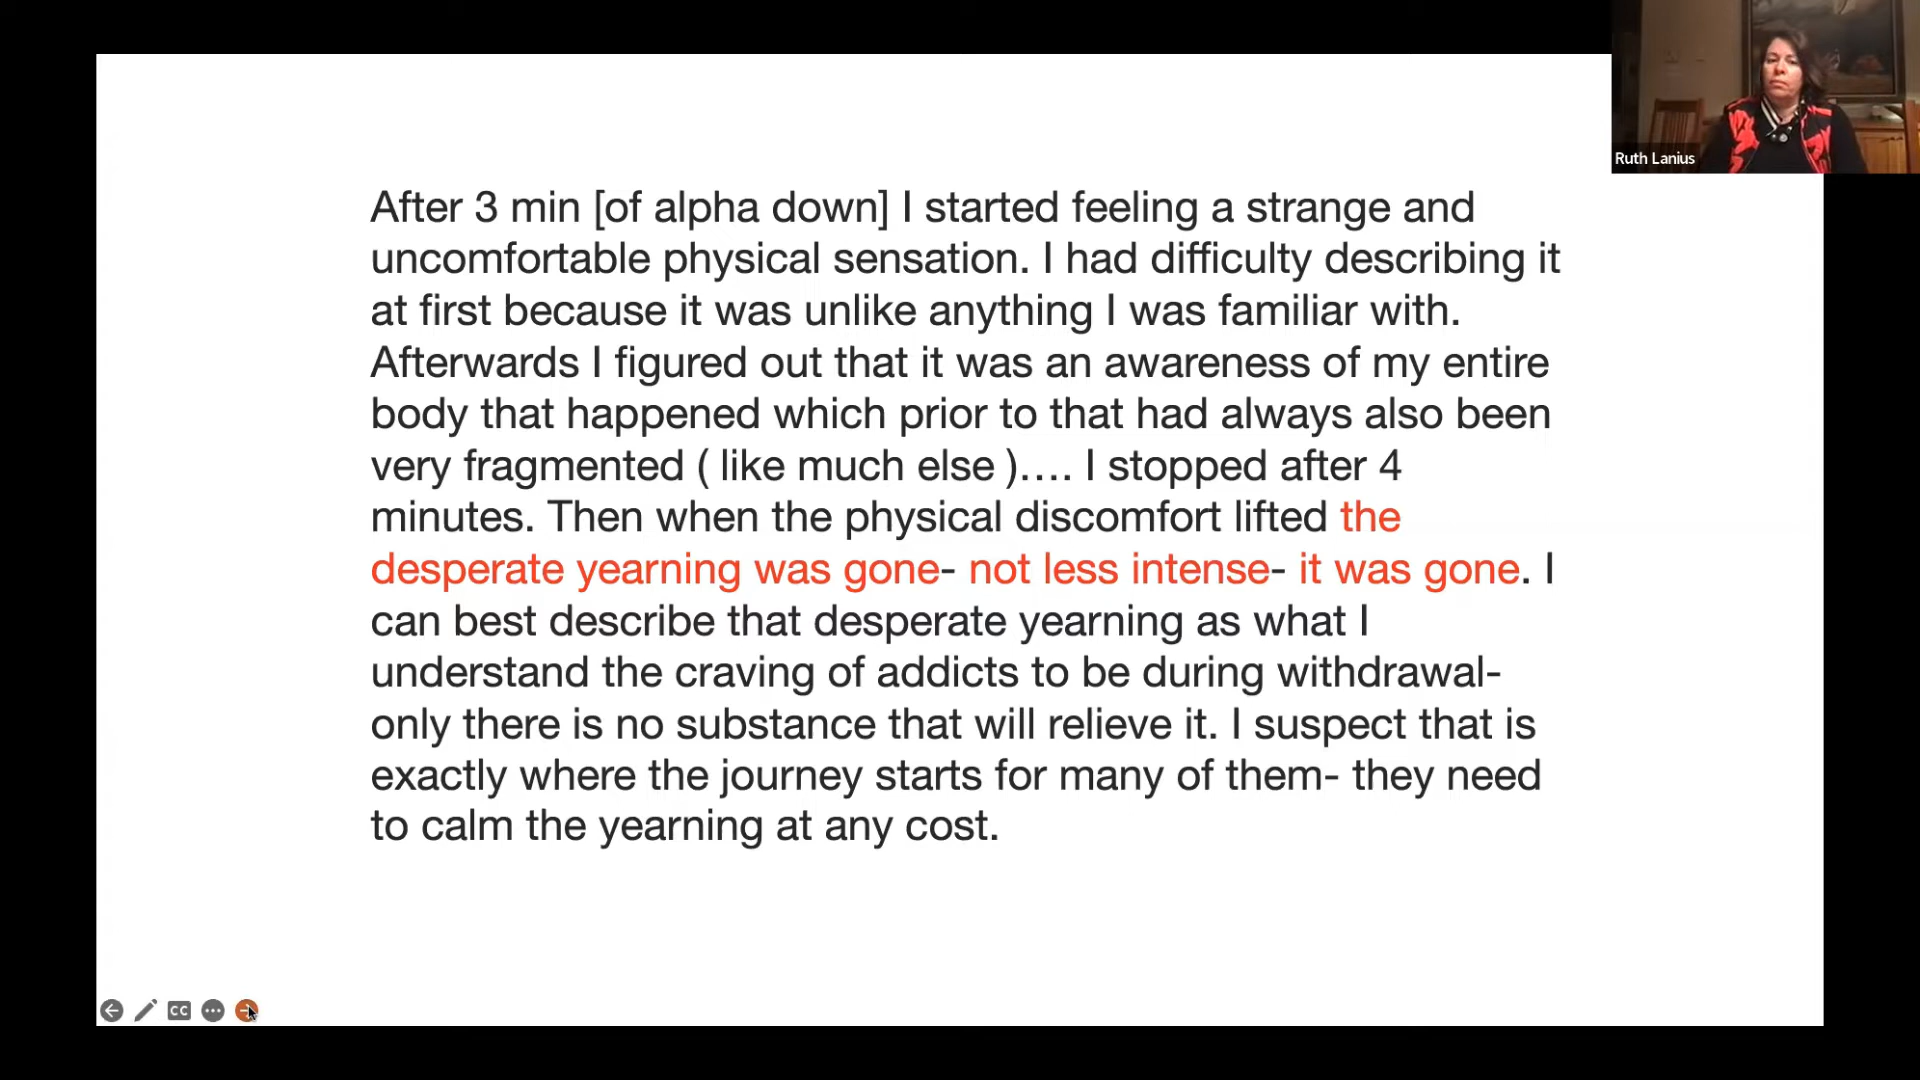 Ruth Lanius
After 3 min [of alpha down] I started feeling a strange and
uncomfortable physical sensation. I had difficulty describing it
at first because it was unlike anything I was familiar with.
Afterwards I figured out that it was an awareness of my entire
body that happened which prior to that had always also been
very fragmented ( like much else )…. I stopped after 4
minutes. Then when the physical discomfort lifted the
desperate yearning was gone- not less intense- it was gone. I
can best describe that desperate yearning as what I
understand the craving of addicts to be during withdrawal-
only there is no substance that will relieve it. I suspect that is
exactly where the journey starts for many of them- they need
to calm the yearning at any cost.
CC